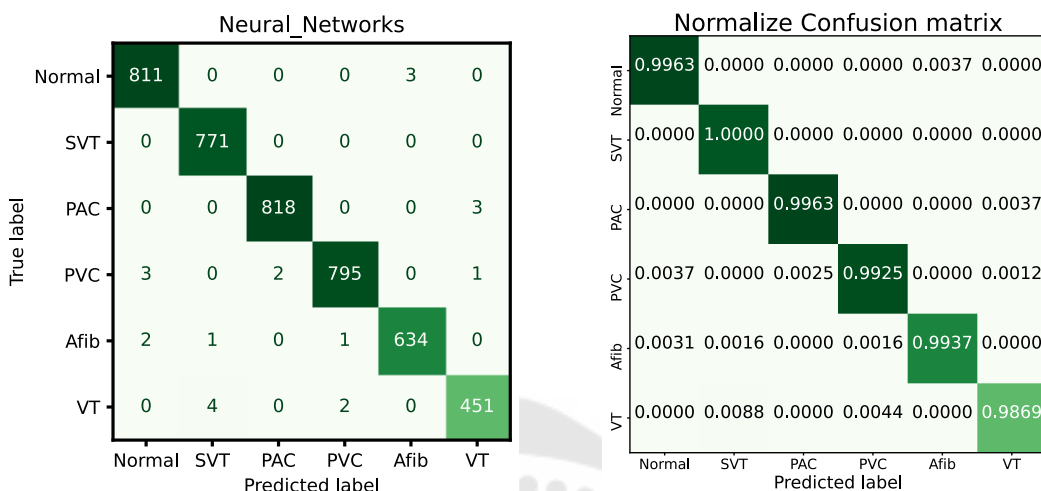 Neural_Networks
True label
Normal 811 0 0 0 3 0
SVT 0 771 0 0 0 0
PAC 0 0 818 0 0 3
PVC 3 0 2 795 0 1
Afib 2 1 0 1 634 0
VT 0 4 0 2 0 451
Normal SVT PAC PVC Afib VT
Predicted label
Normalize Confusion matrix
Normal 0.9963 0.0000 0.0000 0.0000 0.0037 0.0000
SVT 0.0000 1.0000 0.0000 0.0000 0.0000 0.0000
PAC 0.0000 0.0000 0.9963 0.0000 0.0000 0.0037
PVC 0.0037 0.0000 0.0025 0.9925 0.0000 0.0012
Afib 0.0031 0.0016 0.0000 0.0016 0.9937 0.0000
VT 0.0000 0.0088 0.0000 0.0044 0.0000 0.9869
Normal SVT PAC PVC Afib VT
Predicted label